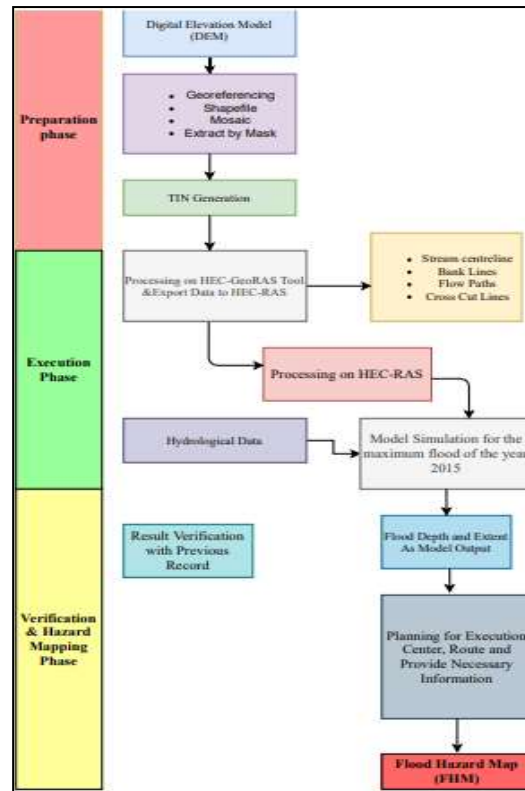 Digital Elevation Model
(DEM)
Georeferencing
Shapefile
Mosaic
Extract by Mask
Preparation
phase
TIN Generation
Processing on HEC-GeoRAS Tool
&Export Data to HEC-RAS
Stream centreline
Bank Lines
Flow Paths
Cross Cut Lines
Execution
Phase
Processing on HEC-RAS
Hydrological Data
Model Simulation for the
maximum flood of the year
2015
Result Verification
with Previous
Record
Flood Depth and Extent
As Model Output
Verification
& Hazard
Mapping
Phase
Planning for Execution
Center, Route and
Provide Necessary
Information
Flood Hazard Map
(FHM)